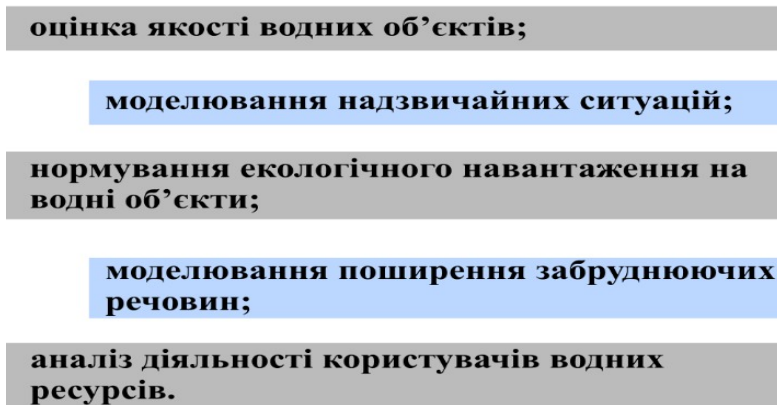 оцінка якості водних об’єктів;
моделювання надзвичайних ситуацій;
нормування екологічного навантаження на
водні об’єкти;
моделювання поширення забруднюючих
речовин;
аналіз діяльності користувачів водних
ресурсів.